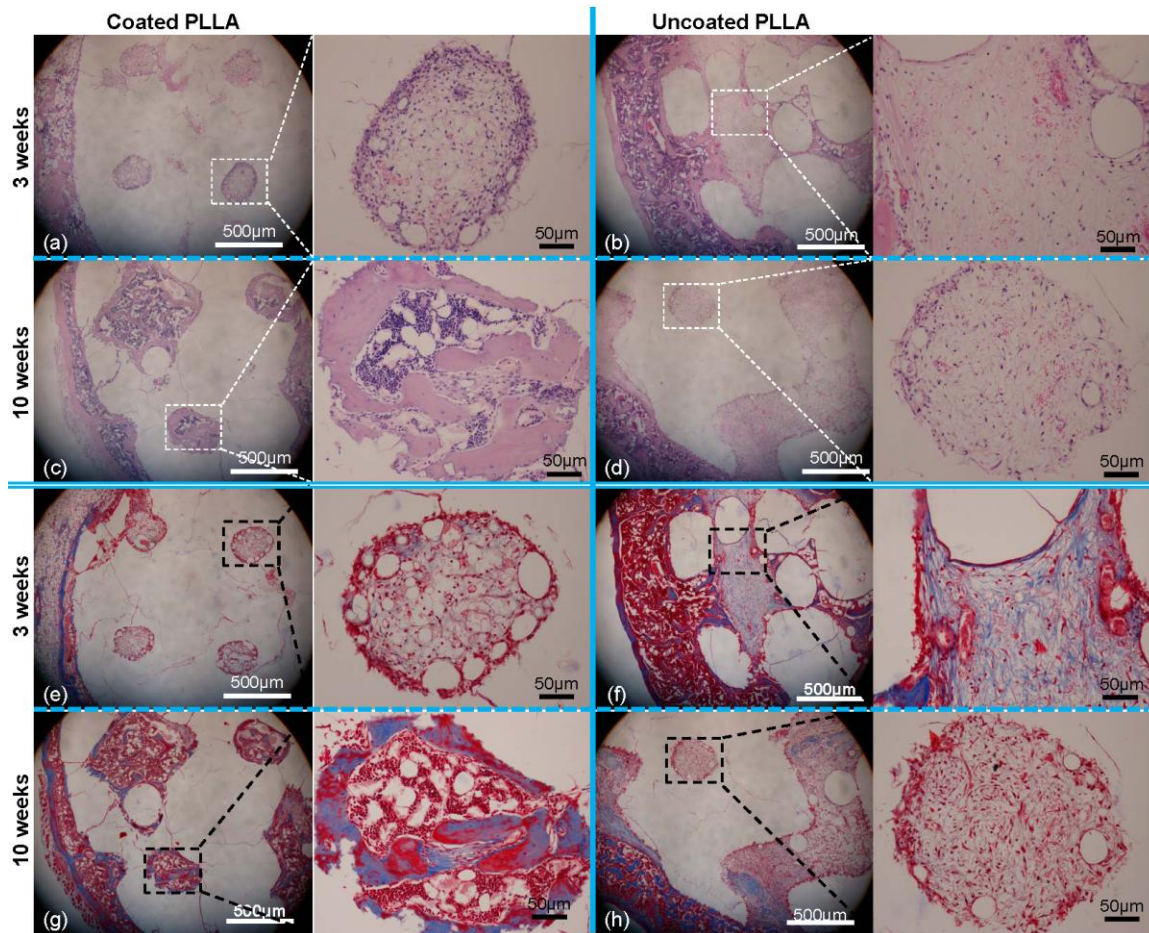 Coated PLLA
Uncoated PLLA
3 weeks
(a)
500µm
50µm
(b)
500µm
50µm
10 weeks
(c)
500µm
50µm
(d)
500µm
50µm
3 weeks
(e)
500µm
50µm
(f)
500µm
50µm
10 weeks
(g)
500µm
50µm
(h)
500µm
50µm